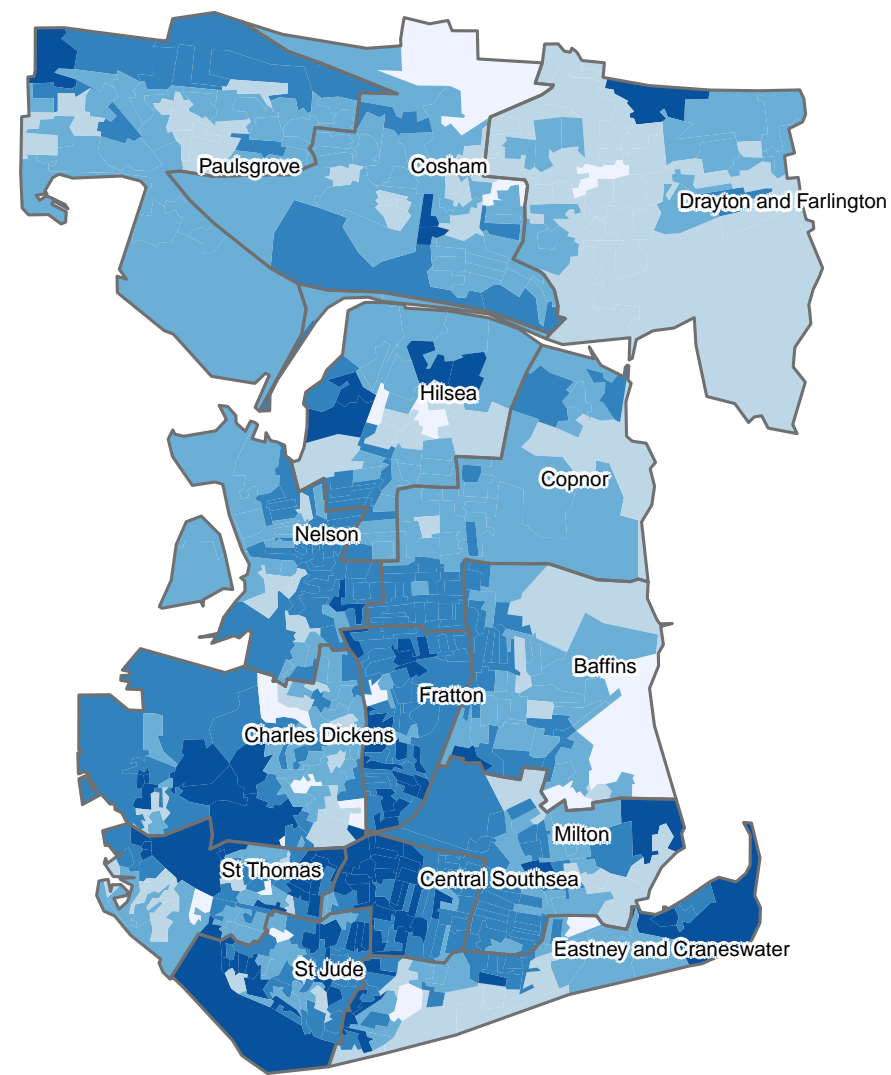 Paulsgrove
Cosham
Drayton and Farlington
Hilsea
Copnor
Nelson
Baffins
Fratton
Charles Dickens
Milton
St Thomas
Central Southsea
Eastney and Craneswater
St Jude